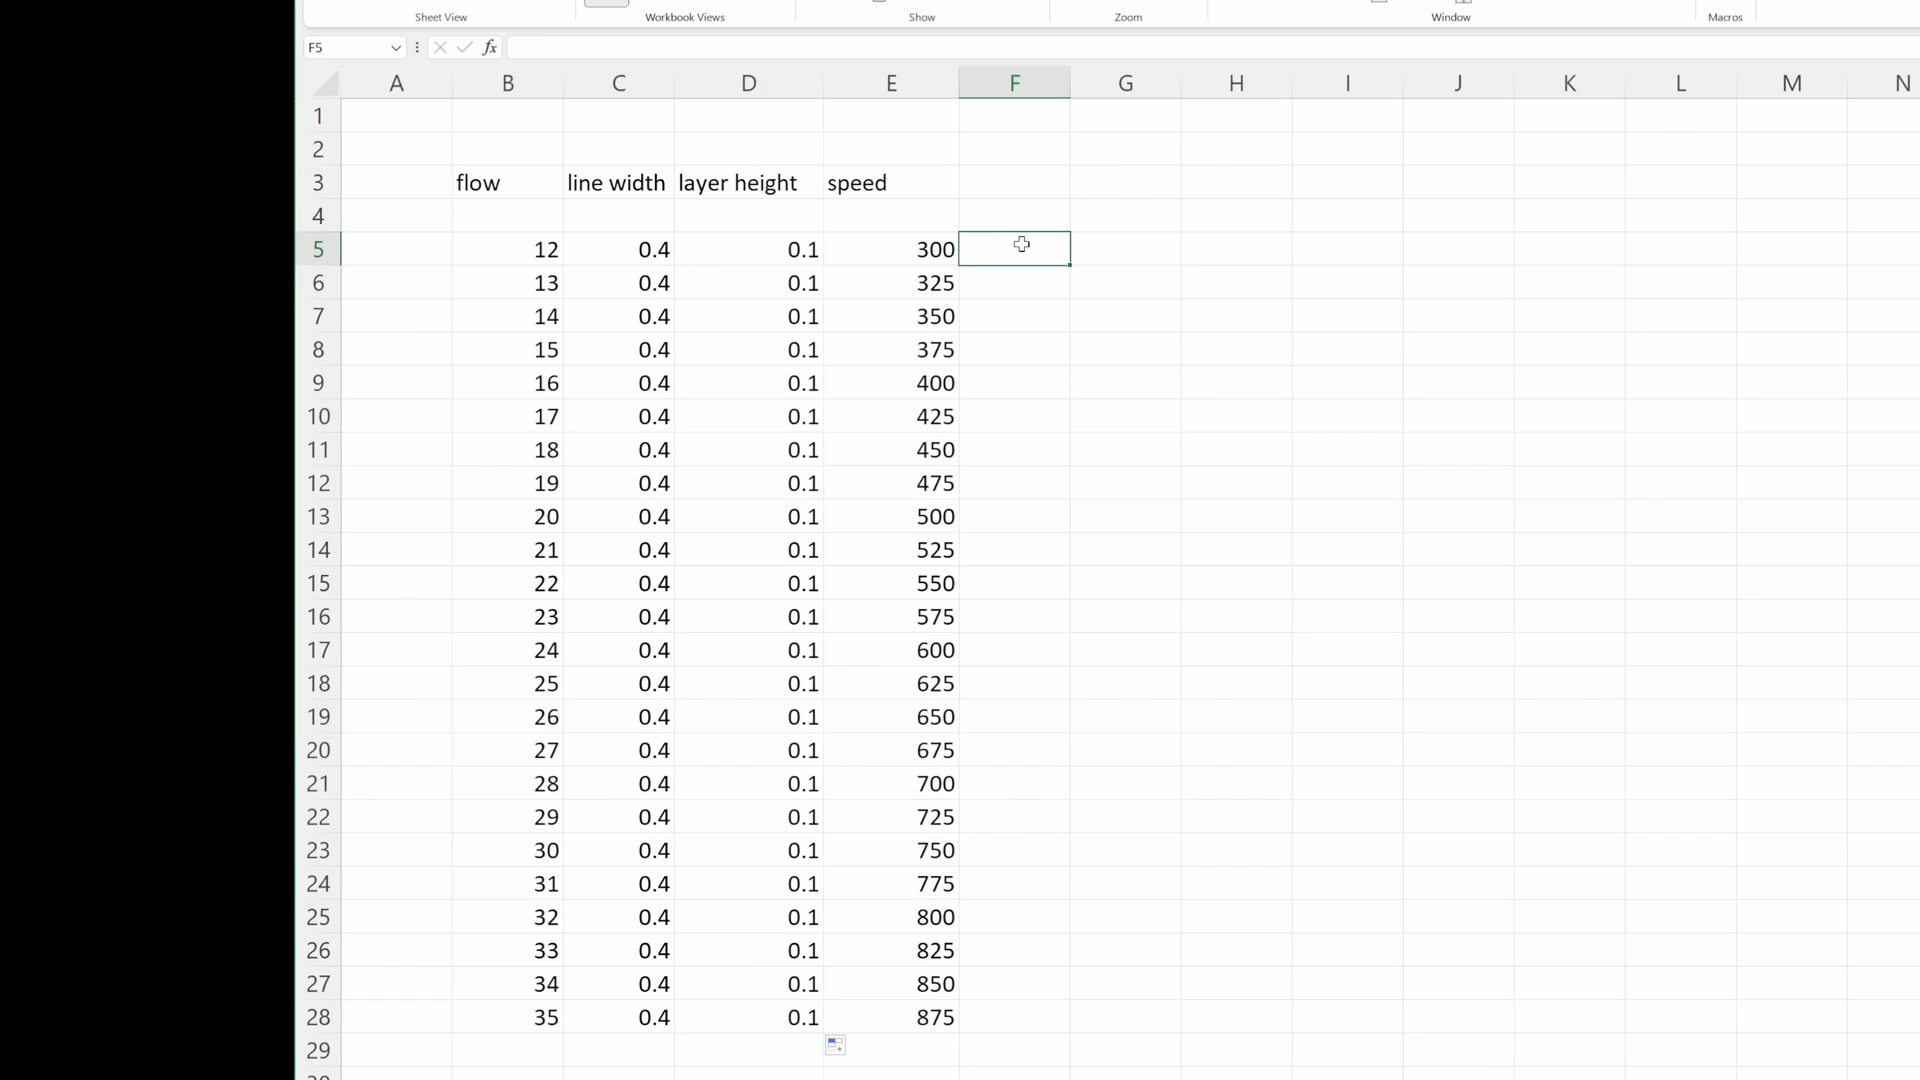 Sheet View Workbook Views Show Zoom Window Macros
F5 fx
A B C D E F G H I J K L M N
1
2
3 flow line width layer height speed
4
5 12 0.4 0.1 300
6 13 0.4 0.1 325
7 14 0.4 0.1 350
8 15 0.4 0.1 375
9 16 0.4 0.1 400
10 17 0.4 0.1 425
11 18 0.4 0.1 450
12 19 0.4 0.1 475
13 20 0.4 0.1 500
14 21 0.4 0.1 525
15 22 0.4 0.1 550
16 23 0.4 0.1 575
17 24 0.4 0.1 600
18 25 0.4 0.1 625
19 26 0.4 0.1 650
20 27 0.4 0.1 675
21 28 0.4 0.1 700
22 29 0.4 0.1 725
23 30 0.4 0.1 750
24 31 0.4 0.1 775
25 32 0.4 0.1 800
26 33 0.4 0.1 825
27 34 0.4 0.1 850
28 35 0.4 0.1 875
29